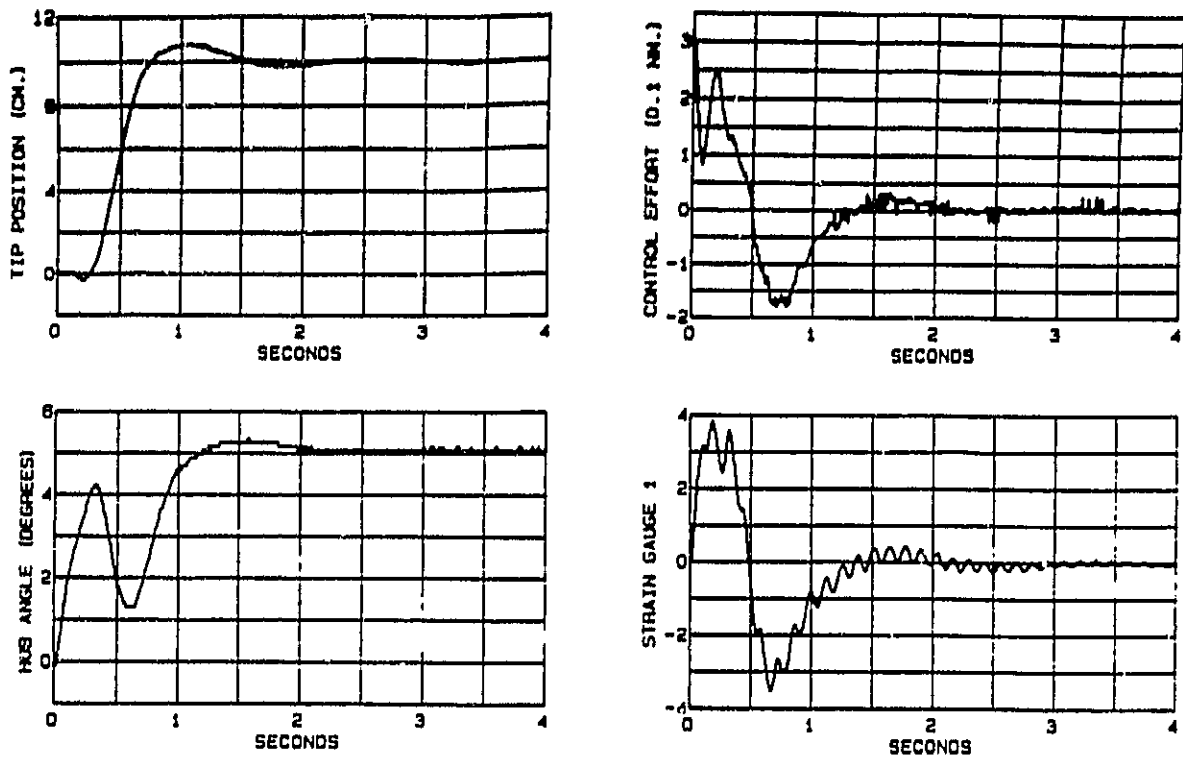 12
8
4
0
TIP POSITION (CM.)
0 1 2 3 4
SECONDS
3
2
1
0
-1
-2
CONTROL EFFORT (0.1 NM.)
0 1 2 3 4
SECONDS
6
4
2
0
HUB ANGLE (DEGREES)
0 1 2 3 4
SECONDS
4
2
0
-2
-4
STRAIN GAUGE 1
0 1 2 3 4
SECONDS